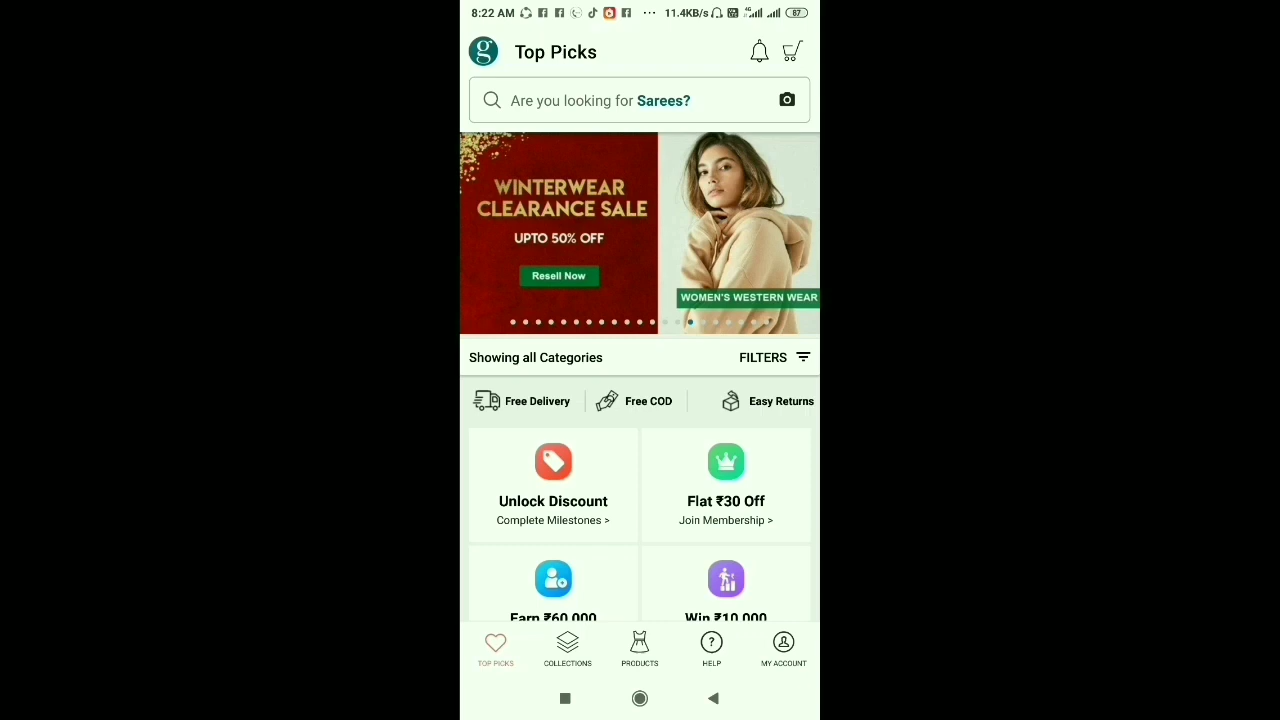 8:22 AM ... 11.4KB/s 4G 87
g Top Picks
Are you looking for Sarees?
WINTERWEAR
CLEARANCE SALE
UPTO 50% OFF
Resell Now
WOMEN'S WESTERN WEAR
Showing all Categories FILTERS
Free Delivery Free COD Easy Returns
Unlock Discount Flat ₹30 Off
Complete Milestones > Join Membership >
Earn ₹60,000 Win ₹10,000
TOP PICKS COLLECTIONS PRODUCTS HELP MY ACCOUNT